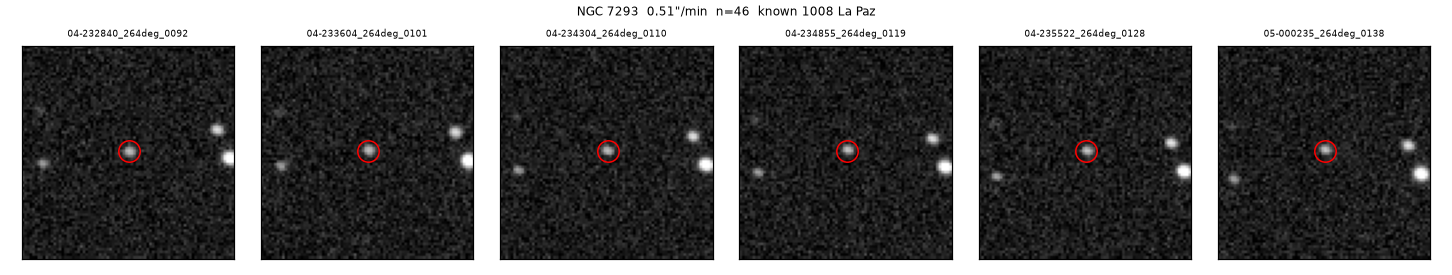 NGC 7293  0.51"/min  n=46  known 1008 La Paz
04-232840_264deg_0092
04-233604_264deg_0101
04-234304_264deg_0110
04-234855_264deg_0119
04-235522_264deg_0128
05-000235_264deg_0138